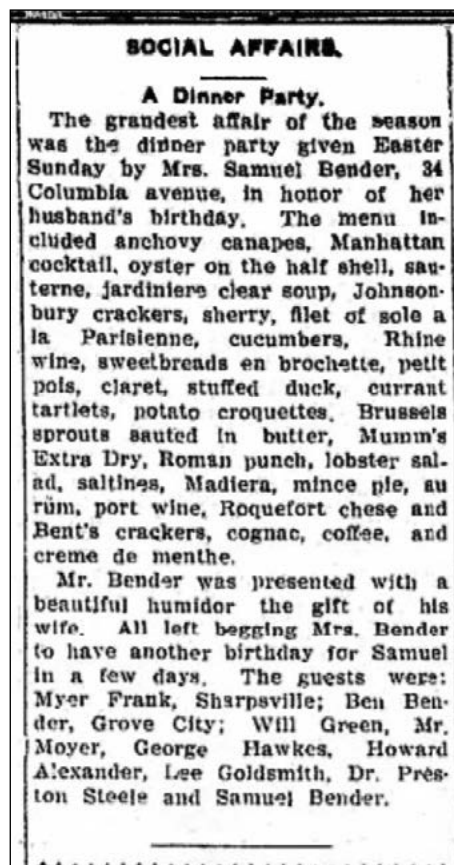 SOCIAL AFFAIRS.
A Dinner Party.
The grandest affair of the season
was the dinner party given Easter
Sunday by Mrs. Samuel Bender, 34
Columbia avenue, in honor of her
husband's birthday. The menu in-
cluded anchovy canapes, Manhattan
cocktail, oyster on the half shell, sau-
terne, jardiniere clear soup, Johnson-
bury crackers, sherry, filet of sole a
la Parisienne, cucumbers, Rhine
wine, sweetbreads en brochette, petit
pois, claret, stuffed duck, currant
tartlets, potato croquettes. Brussels
sprouts sauted in butter, Mumm's
Extra Dry, Roman punch, lobster sal-
ad, saltines, Madiera, mince pie, au
rum, port wine, Roquefort chese and
Bent's crackers, cognac, coffee, and
creme de menthe.
Mr. Bender was presented with a
beautiful humidor the gift of his
wife. All left begging Mrs. Bender
to have another birthday for Samuel
in a few days. The guests were:
Myer Frank, Sharpsville; Ben Ben-
der, Grove City; Will Green, Mr.
Moyer, George Hawkes, Howard
Alexander, Lee Goldsmith, Dr. Pres-
ton Steele and Samuel Bender.